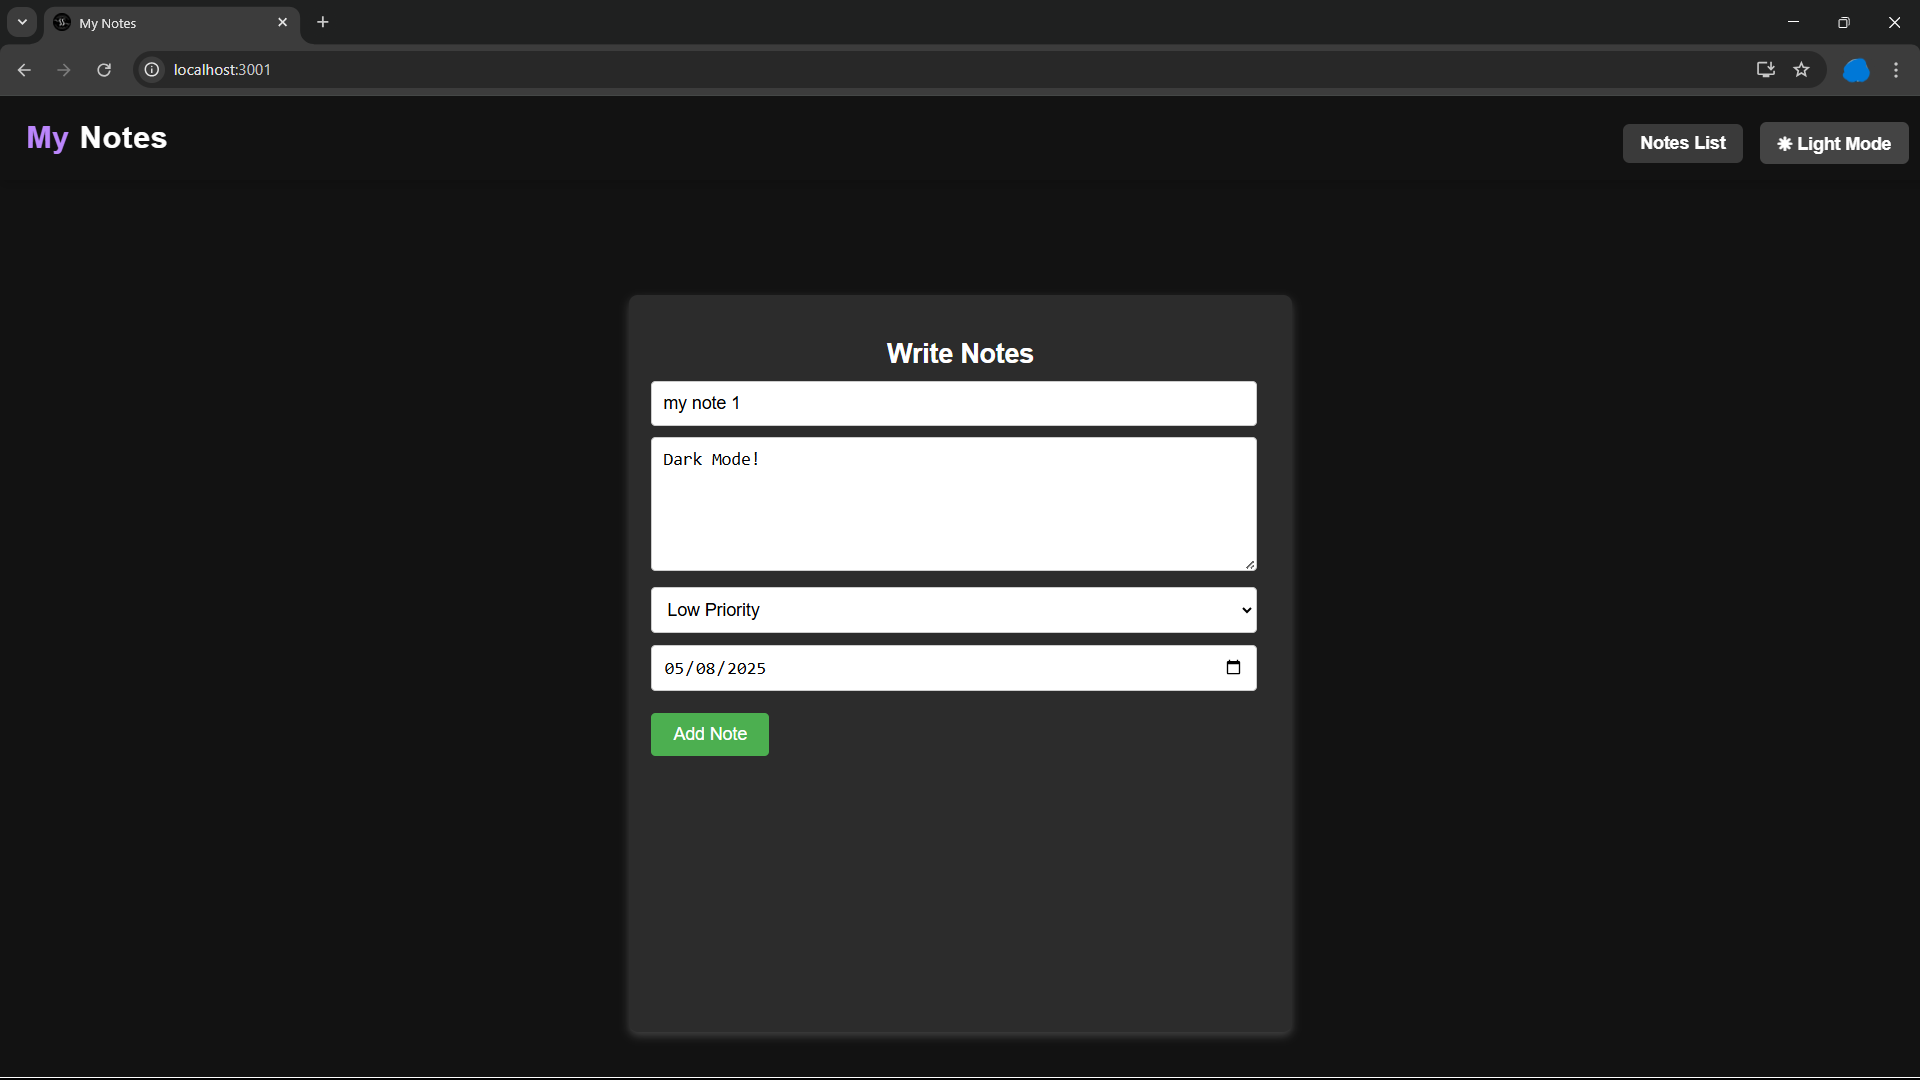 My Notes
localhost:3001
My Notes
Notes List
Light Mode
Write Notes
my note 1
Dark Mode!
Low Priority
05/08/2025
Add Note